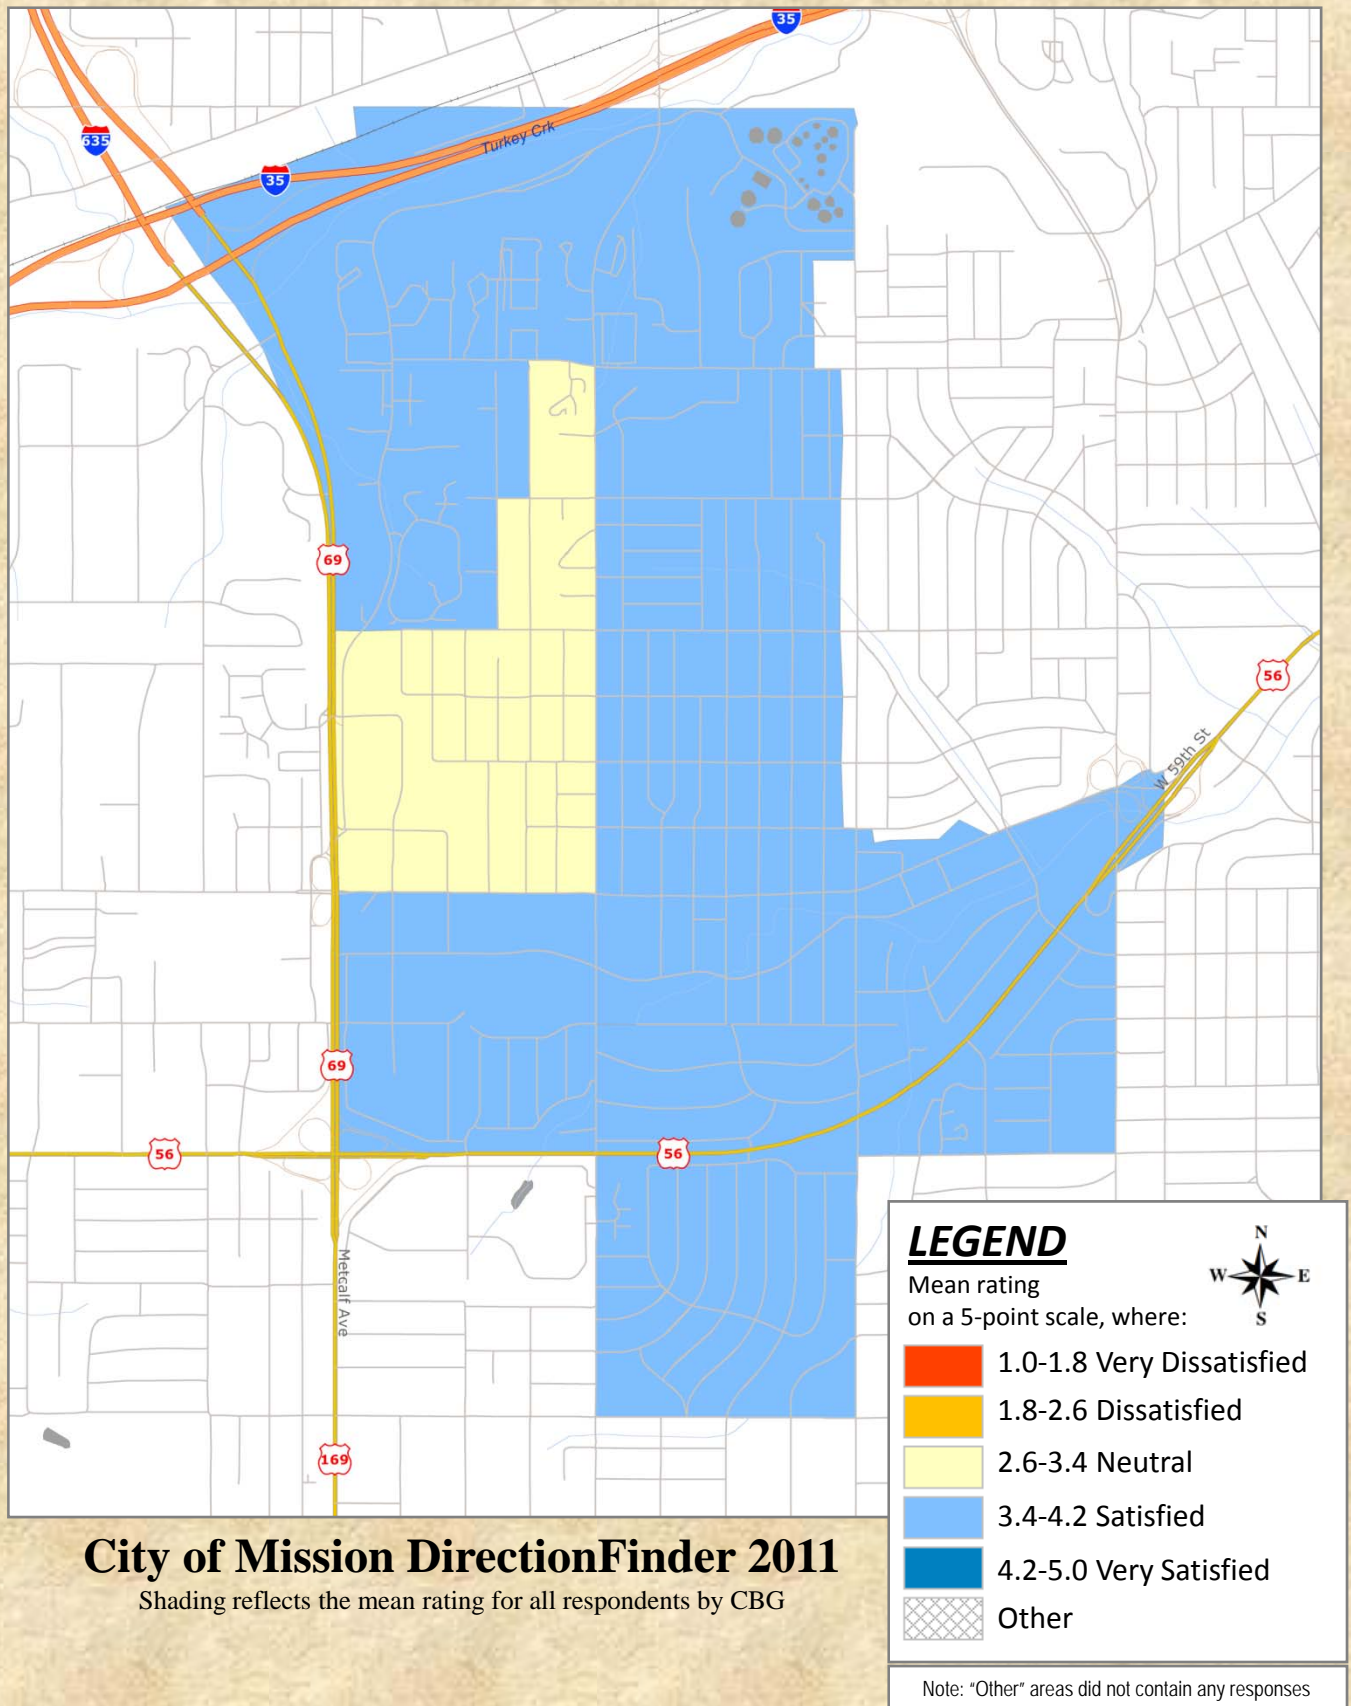 35
635
35
Turkey Crk
69
56
W 59th St
69
56
56
Metcalf Ave
169
LEGEND
Mean rating
on a 5-point scale, where:
N
W E
S
1.0-1.8 Very Dissatisfied
1.8-2.6 Dissatisfied
2.6-3.4 Neutral
3.4-4.2 Satisfied
4.2-5.0 Very Satisfied
Other
City of Mission DirectionFinder 2011
Shading reflects the mean rating for all respondents by CBG
Note: “Other” areas did not contain any responses